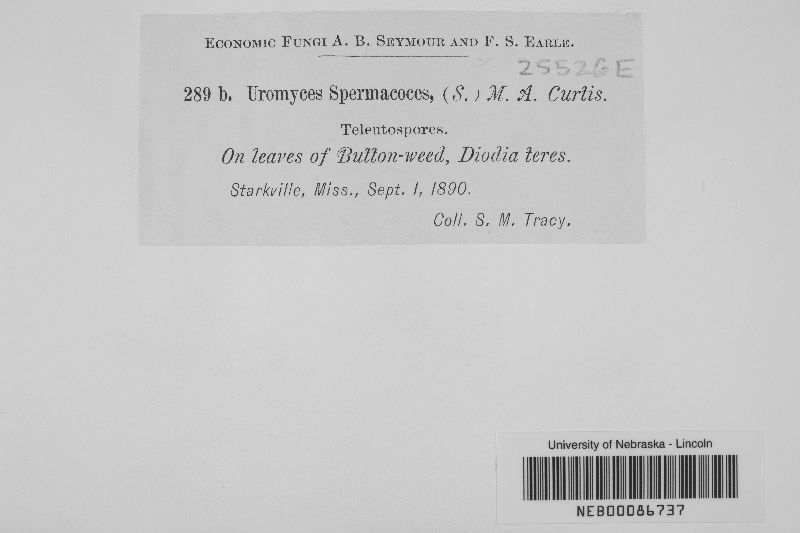 Economic Fungi A. B. Seymour and F. S. Earle.
25526E
289 b. Uromyces Spermacoces, (S.) M. A. Curtis.
Teleutospores.
On leaves of Button-weed, Diodia teres.
Starkville, Miss., Sept. 1, 1890.
Coll. S. M. Tracy.
University of Nebraska - Lincoln
NEB00086737